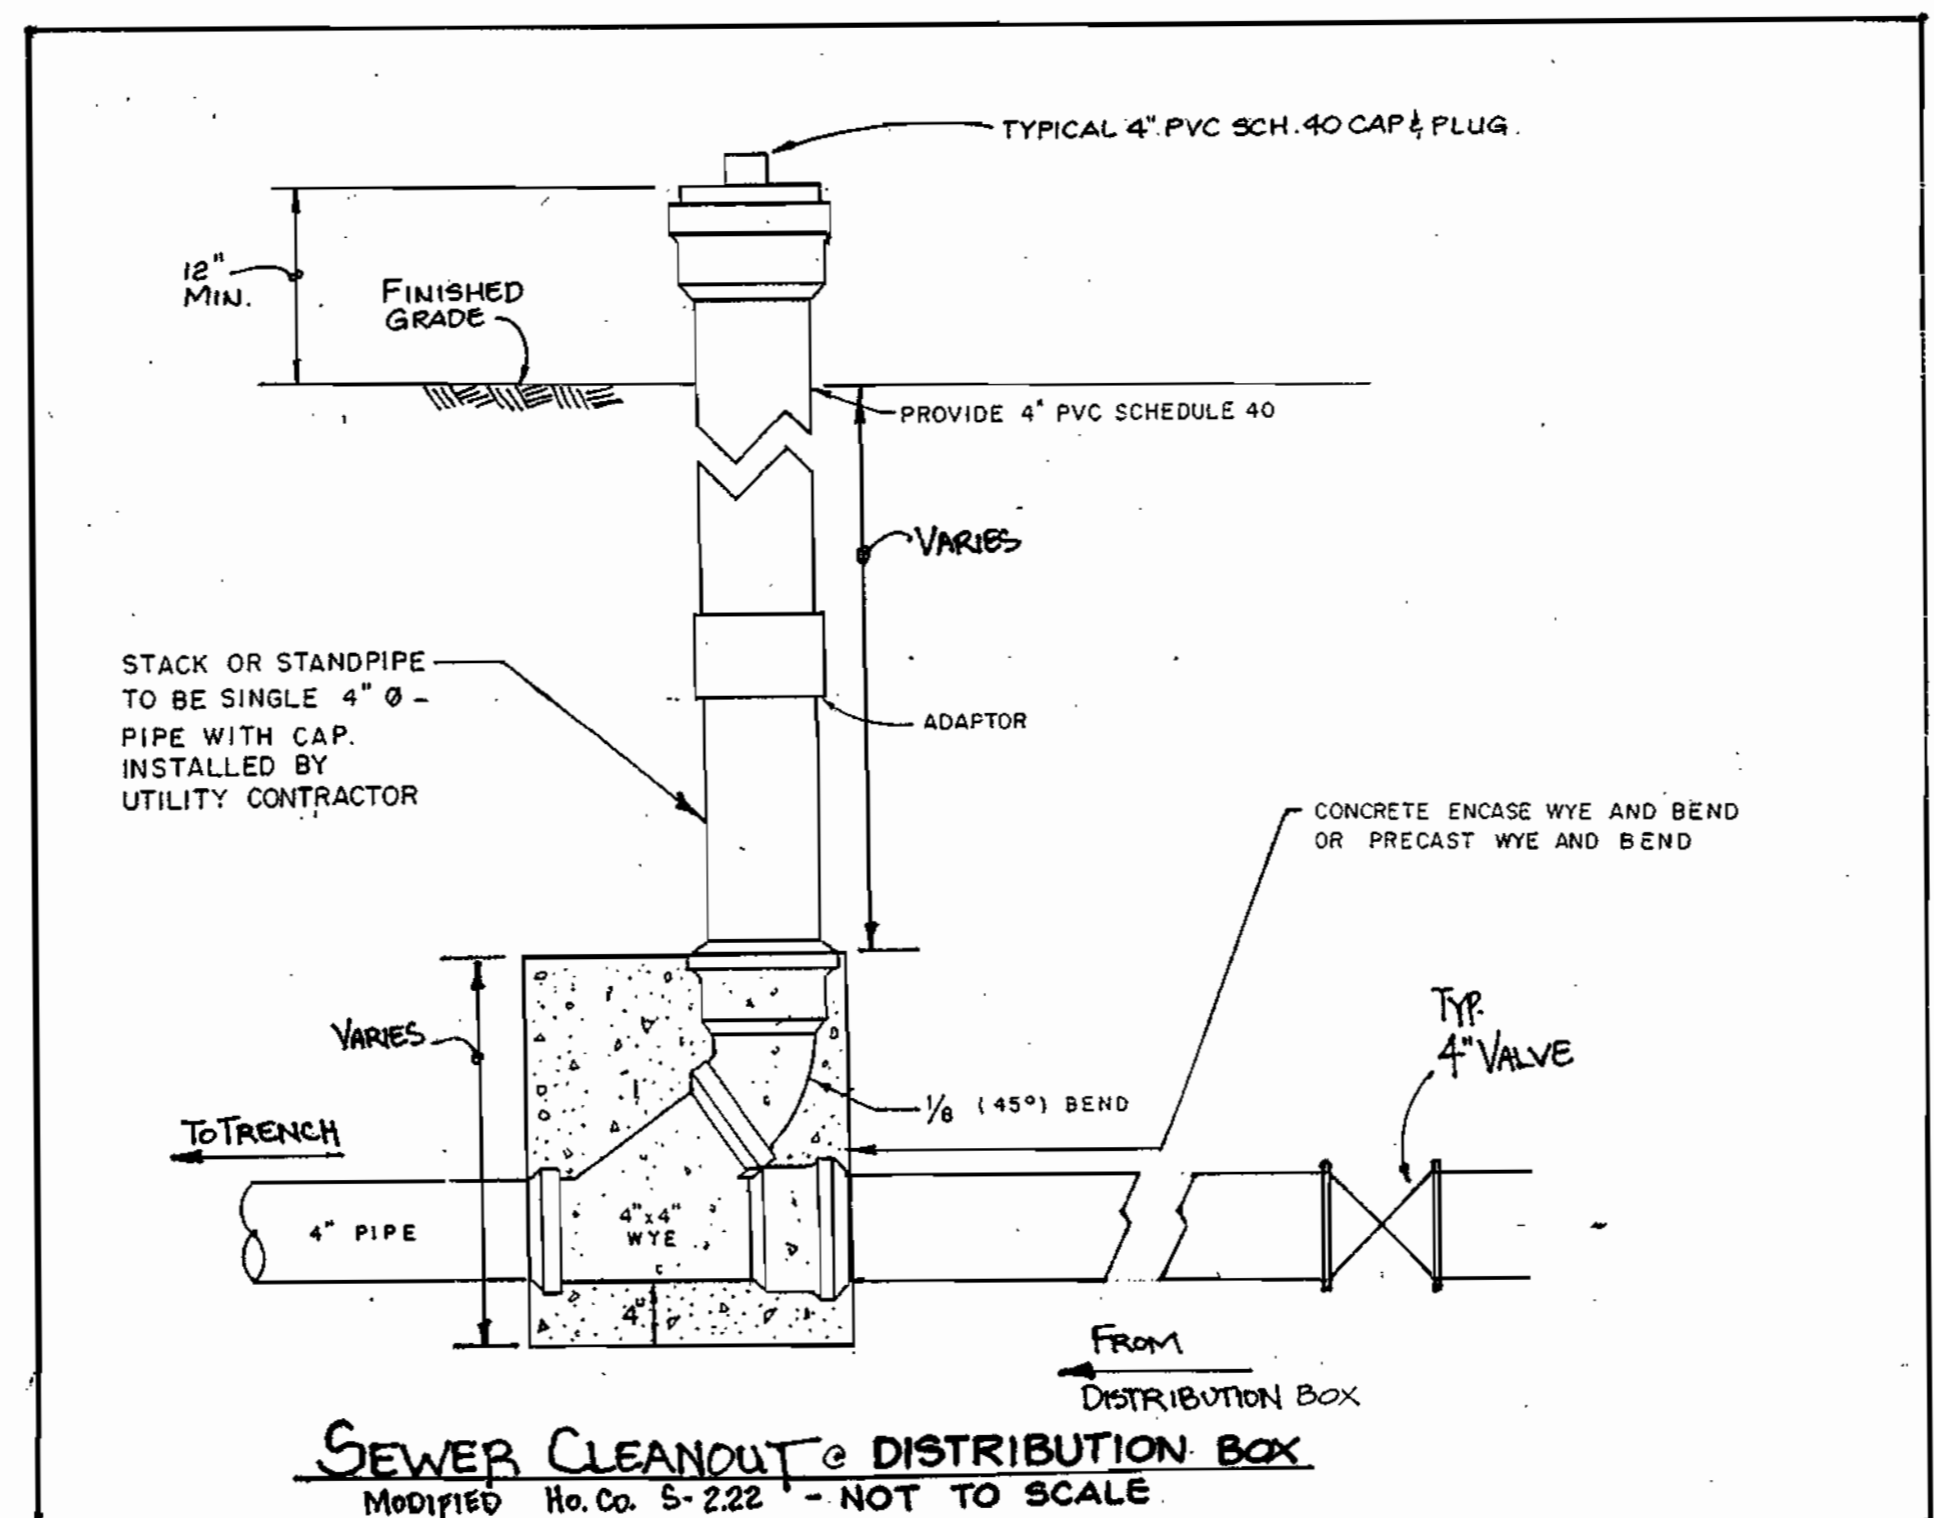 TYPICAL 4" PVC SCH. 40 CAP & PLUG.
12"
MIN.
FINISHED
GRADE
PROVIDE 4" PVC SCHEDULE 40
VARIES
STACK OR STANDPIPE
TO BE SINGLE 4" Ø -
PIPE WITH CAP.
INSTALLED BY
UTILITY CONTRACTOR
ADAPTOR
CONCRETE ENCASE WYE AND BEND
OR PRECAST WYE AND BEND
VARIES
TYP.
4" VALVE
1/8 (45°) BEND
TO TRENCH
4" PIPE
4"x4"
WYE
4"
FROM
DISTRIBUTION BOX
SEWER CLEANOUT @ DISTRIBUTION BOX
MODIFIED HO. CO. S-2.22 - NOT TO SCALE